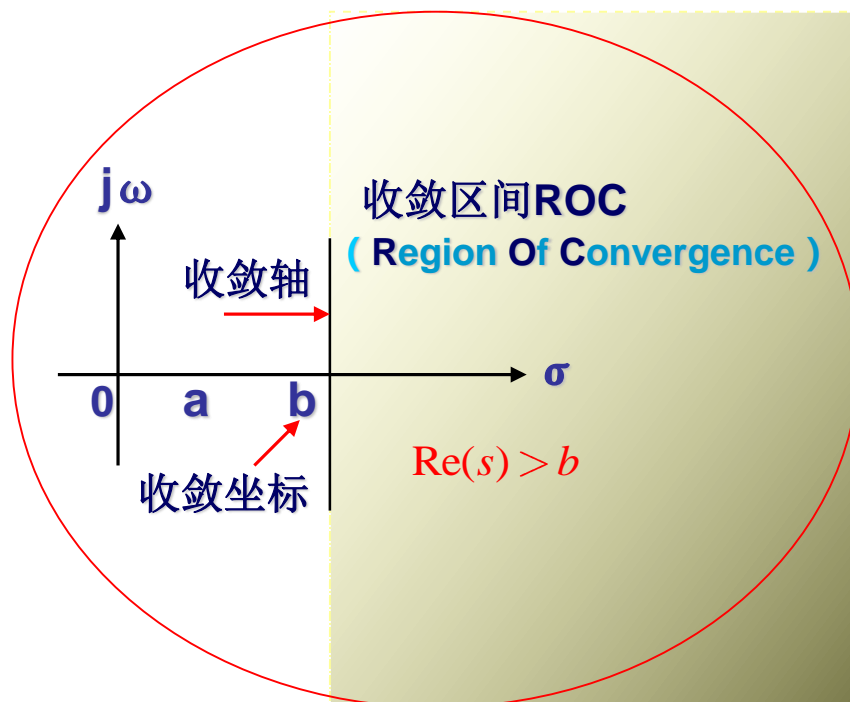 jω
收敛区间ROC
( Region Of Convergence )
收敛轴
σ
0 a b
Re(s) > b
收敛坐标